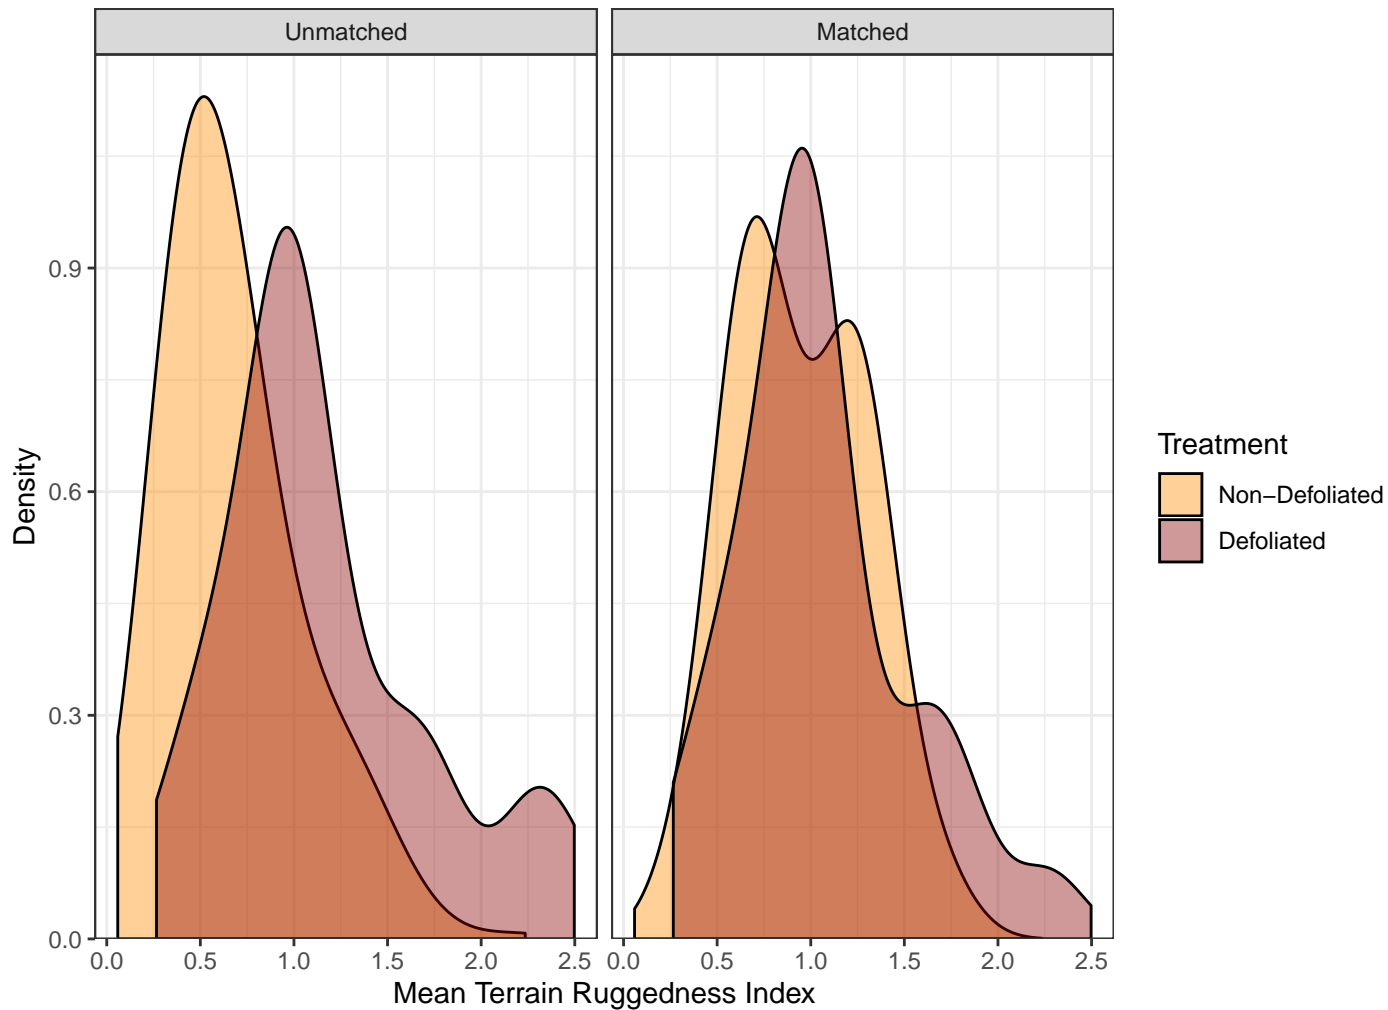 Unmatched
Matched
Density
0.9
0.6
0.3
0.0
0.0 0.5 1.0 1.5 2.0 2.5
0.0 0.5 1.0 1.5 2.0 2.5
Mean Terrain Ruggedness Index
Treatment
Non−Defoliated
Defoliated